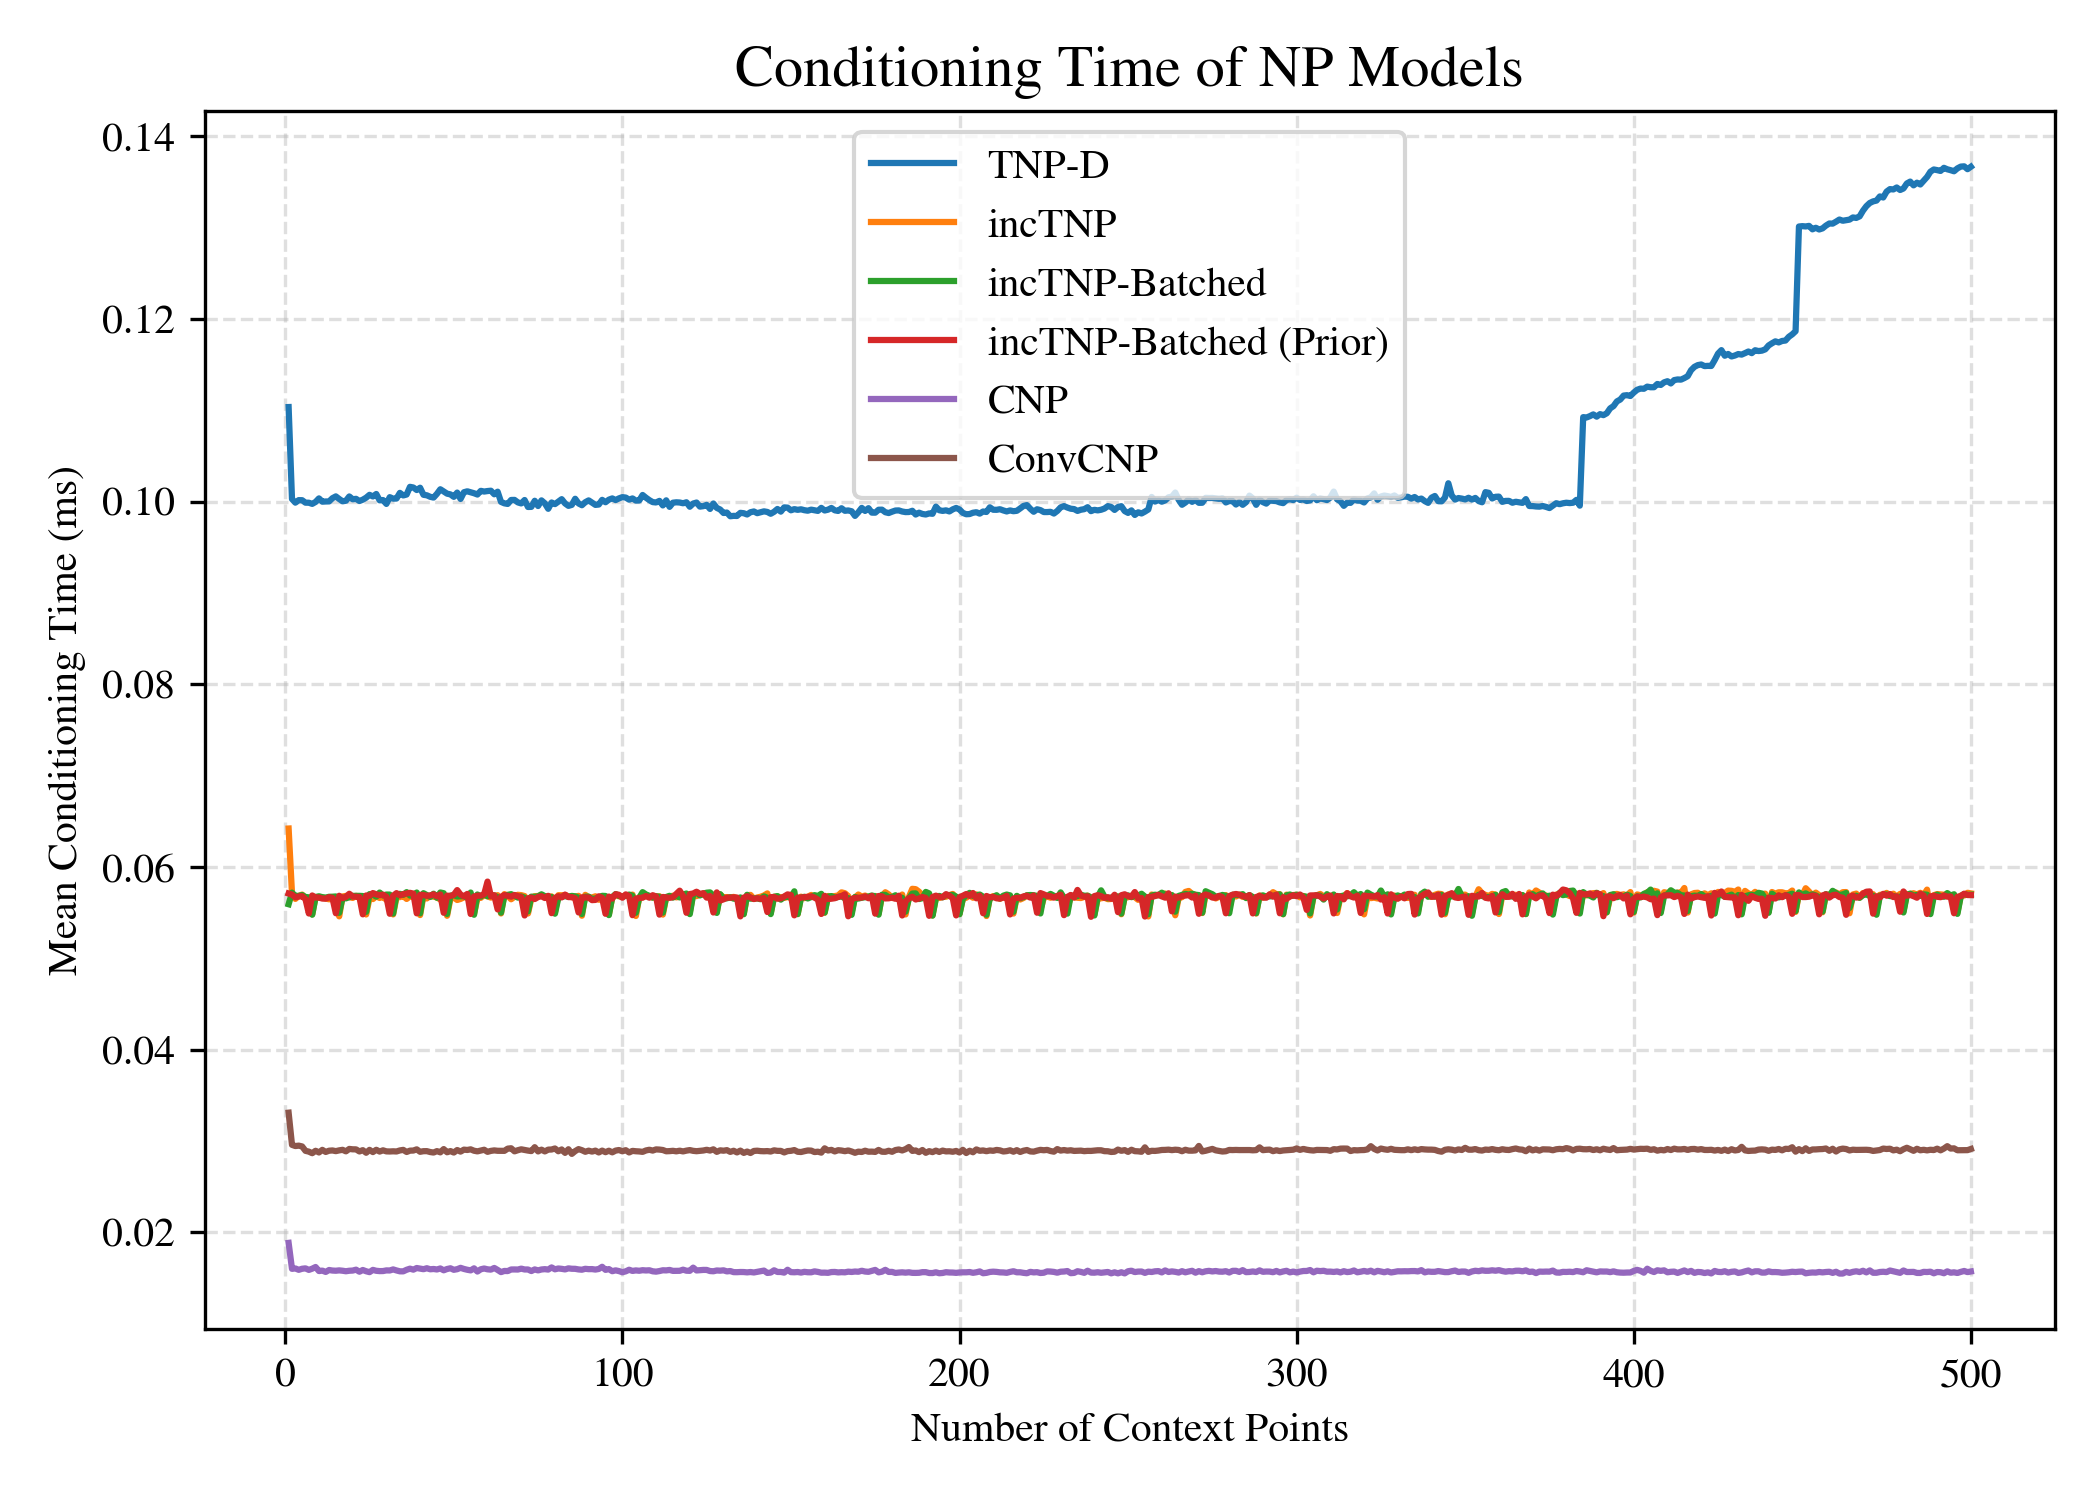 Conditioning Time of NP Models
Mean Conditioning Time (ms)
0.14
0.12
0.10
0.08
0.06
0.04
0.02
TNP-D
incTNP
incTNP-Batched
incTNP-Batched (Prior)
CNP
ConvCNP
0
100
200
300
400
500
Number of Context Points